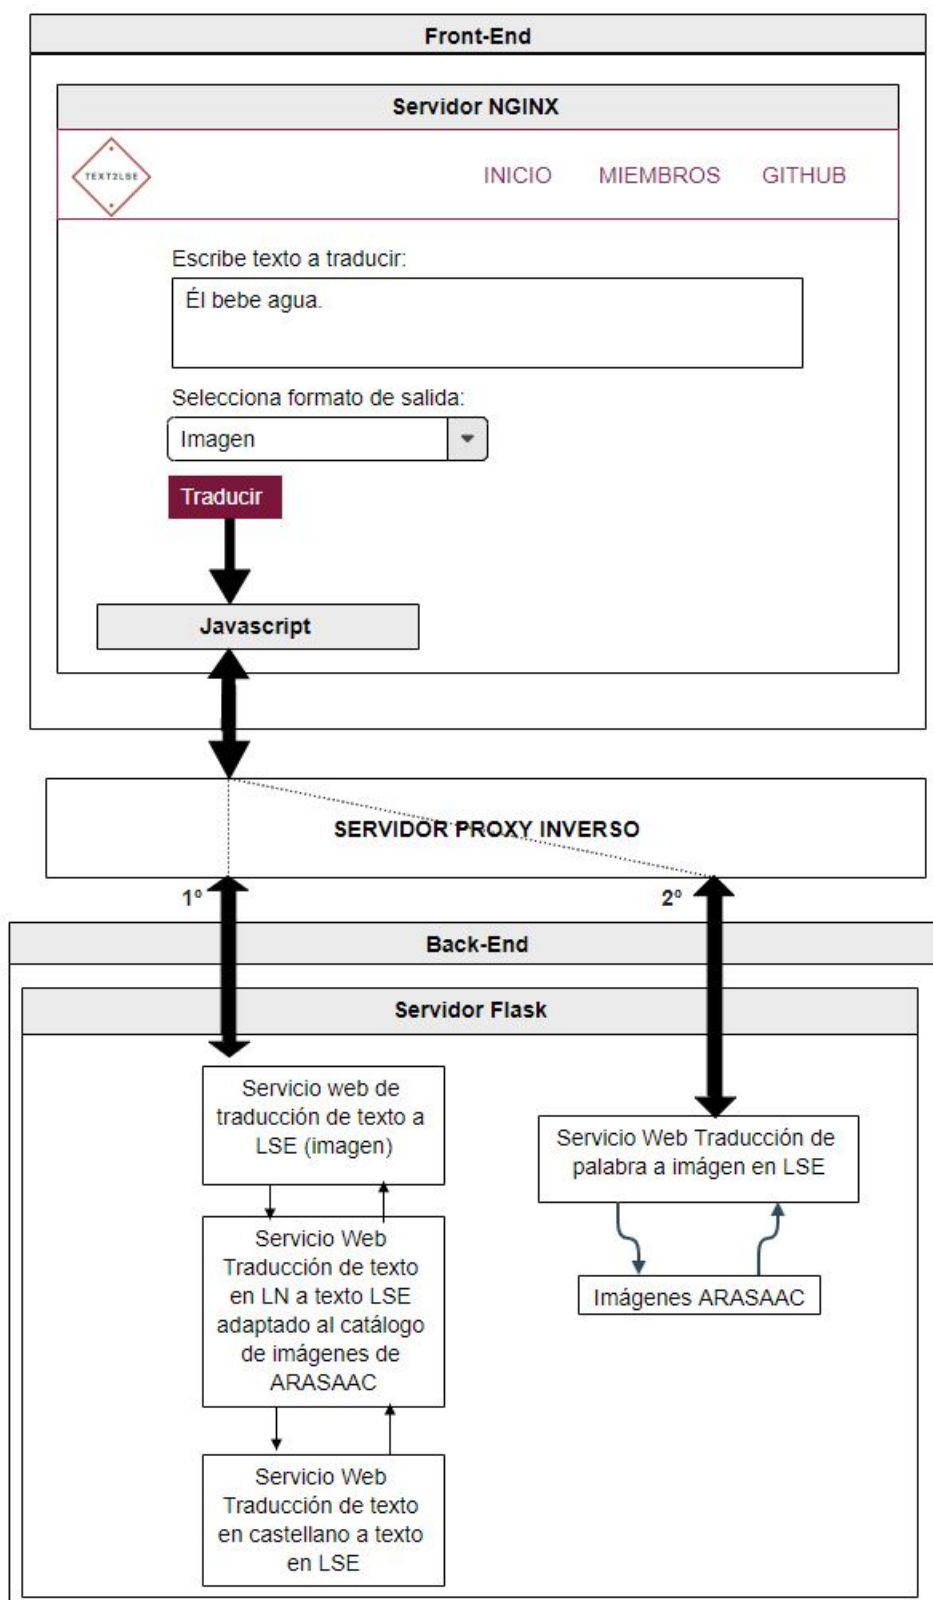 Front-End
Servidor NGINX
TEXT2LSE
INICIO MIEMBROS GITHUB
Escribe texto a traducir:
Él bebe agua.
Selecciona formato de salida:
Imagen
Traducir
Javascript
SERVIDOR PROXY INVERSO
1º
2º
Back-End
Servidor Flask
Servicio web de
traducción de texto a
LSE (imagen)
Servicio Web
Traducción de texto
en LN a texto LSE
adaptado al catálogo
de imágenes de
ARASAAC
Servicio Web
Traducción de texto
en castellano a texto
en LSE
Servicio Web Traducción de
palabra a imágen en LSE
Imágenes ARASAAC